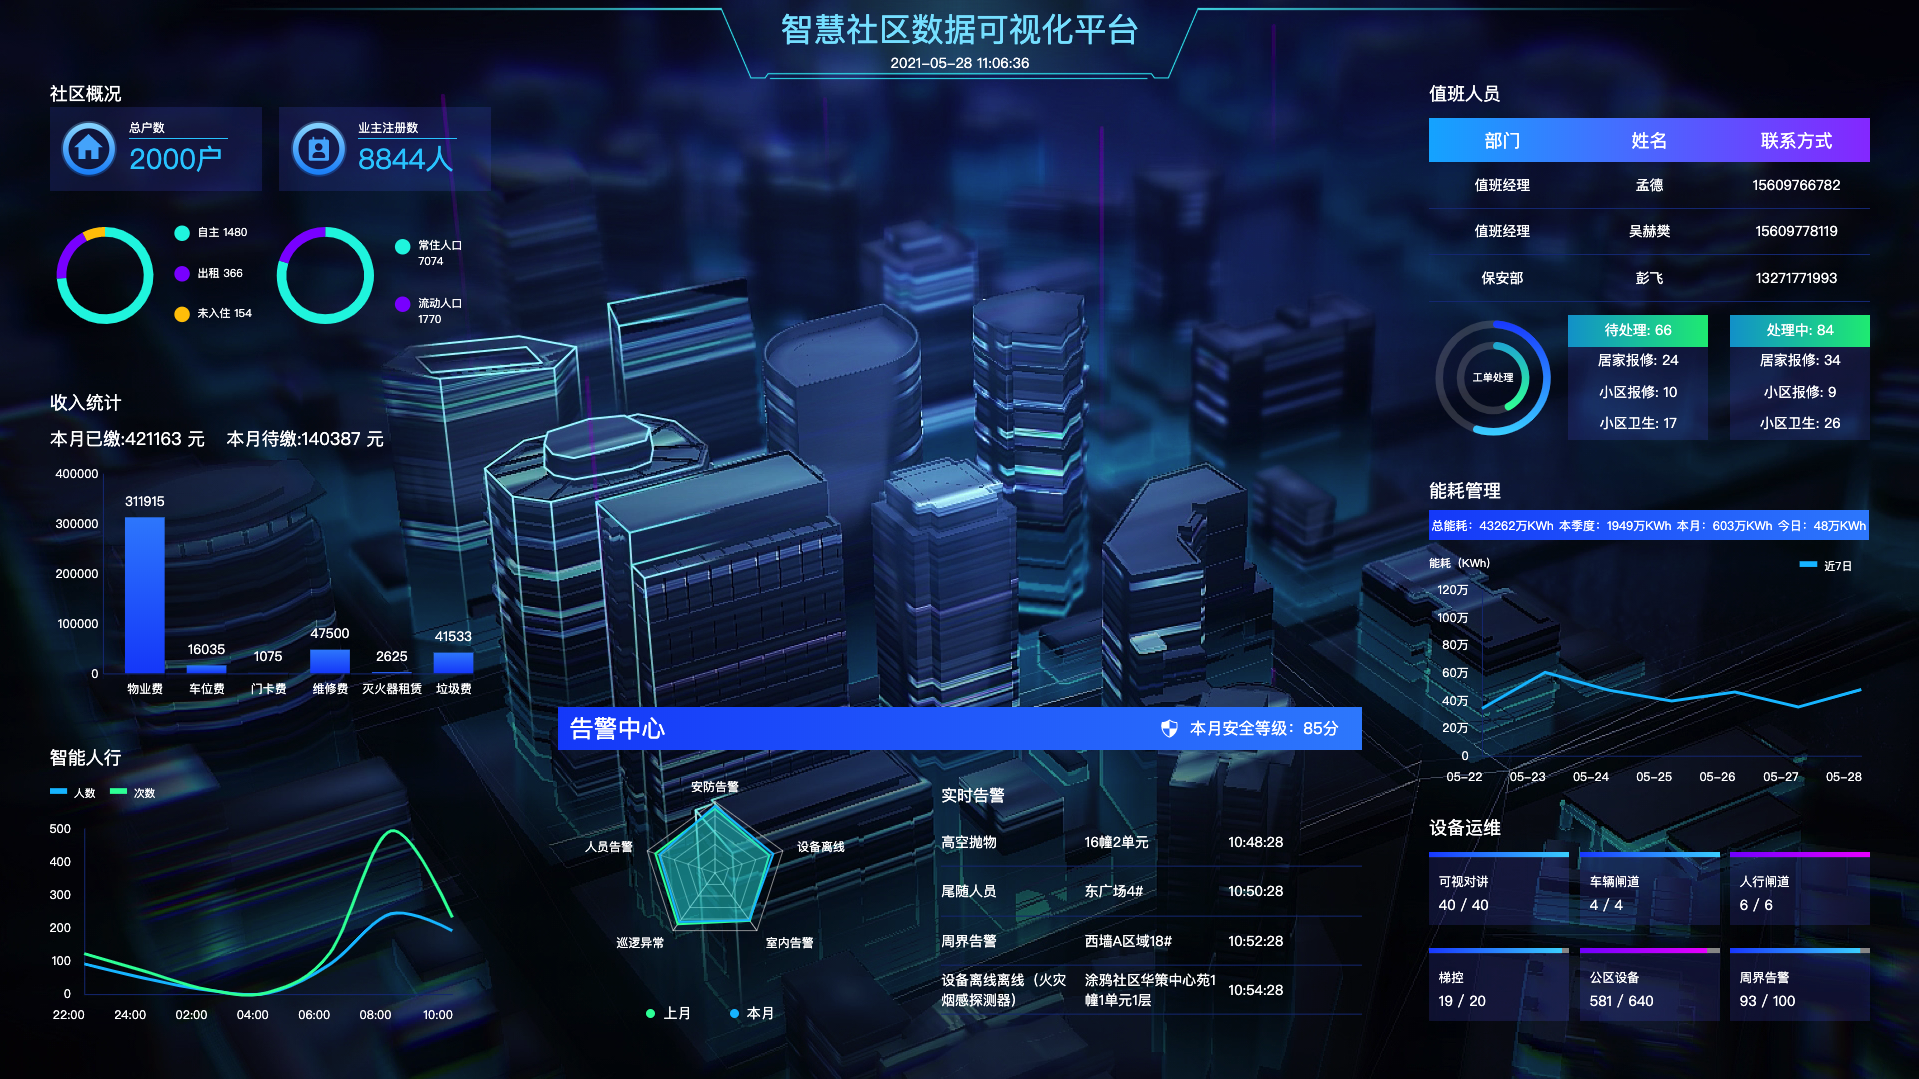 智慧社区数据可视化平台
2021-05-28 11:06:36
社区概况
总户数
2000户
业主注册数
8844人
自主 1480
出租 366
未入住 154
常住人口
7074
流动人口
1770
收入统计
本月已缴:421163 元 本月待缴:140387 元
400000
300000
200000
100000
0
311915
16035
1075
47500
2625
41533
物业费 车位费 门卡费 维修费 灭火器租赁 垃圾费
智能人行
人数 次数
500
400
300
200
100
0
22:00 24:00 02:00 04:00 06:00 08:00 10:00
告警中心
本月安全等级：85分
安防告警
设备离线
室内告警
巡逻异常
人员告警
上月 本月
实时告警
高空抛物 16幢2单元 10:48:28
尾随人员 东广场4# 10:50:28
周界告警 西墙A区域18# 10:52:28
设备离线离线（火灾
烟感探测器）
涂鸦社区华策中心苑1
幢1单元1层
10:54:28
值班人员
部门 姓名 联系方式
值班经理 孟德 15609766782
值班经理 吴赫樊 15609778119
保安部 彭飞 13271771993
工单处理
待处理: 66
居家报修: 24
小区报修: 10
小区卫生: 17
处理中: 84
居家报修: 34
小区报修: 9
小区卫生: 26
能耗管理
总能耗：43262万KWh 本季度：1949万KWh 本月：603万KWh 今日：48万KWh
能耗（KWh)
近7日
120万
100万
80万
60万
40万
20万
0
05-22 05-23 05-24 05-25 05-26 05-27 05-28
设备运维
可视对讲
40 / 40
车辆闸道
4 / 4
人行闸道
6 / 6
梯控
19 / 20
公区设备
581 / 640
周界告警
93 / 100